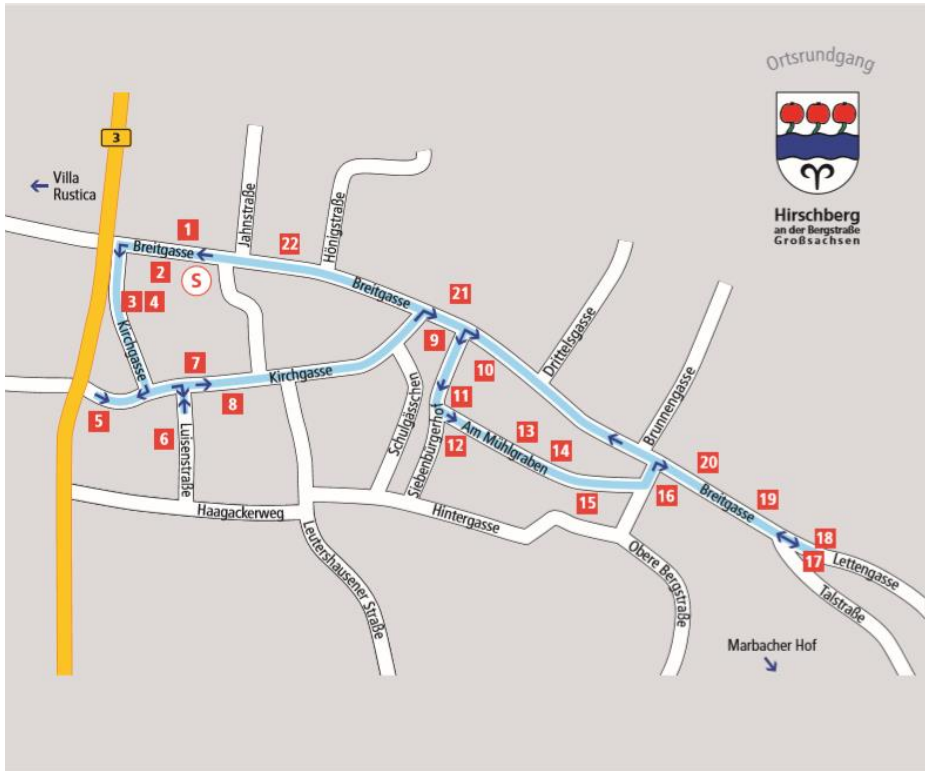 Ortsrundgang
3
Villa
Rustica
Hirschberg
an der Bergstraße
Großsachsen
Jahnstraße
Hönigstraße
1
22
Breitgasse
2
S
Breitgasse
21
3 4
9
10
Drittelsgasse
Kirchgasse
7
Kirchgasse
8
5
6
Luisenstraße
Schulgässchen
11
Siebenbürgerhof
12
13
Am Mühlgraben
14
15
16
Brunnengasse
20
Breitgasse
19
18
17
Lettengasse
Talstraße
Haagackerweg
Hintergasse
Leutershausener Straße
Obere Bergstraße
Marbacher Hof